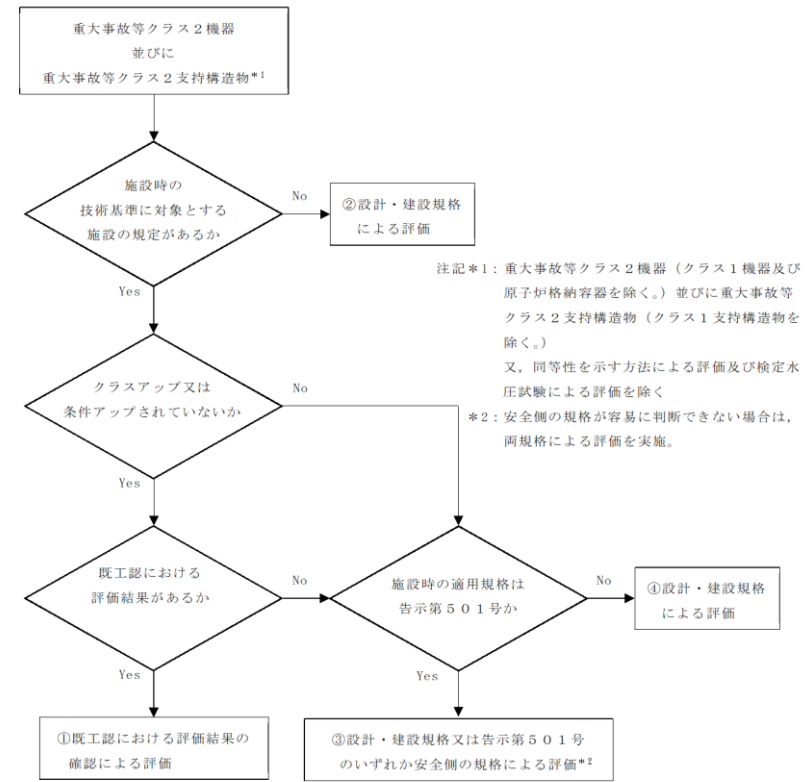 重大事故等クラス２機器
並びに
重大事故等クラス２支持構造物*1
施設時の
技術基準に対象とする
施設の規定があるか
No
②設計・建設規格
による評価
Yes
注記*1：重大事故等クラス２機器（クラス１機器及び
原子炉格納容器を除く。）並びに重大事故等
クラス２支持構造物（クラス１支持構造物を
除く。）
又，同等性を示す方法による評価及び検定水
圧試験による評価を除く
*2：安全側の規格が容易に判断できない場合は，
両規格による評価を実施。
クラスアップ又は
条件アップされていないか
No
Yes
既工認における
評価結果があるか
No
施設時の適用規格は
告示第５０１号か
No
④設計・建設規格
による評価
Yes
Yes
①既工認における評価結果の
確認による評価
③設計・建設規格又は告示第５０１号
のいずれか安全側の規格による評価*2